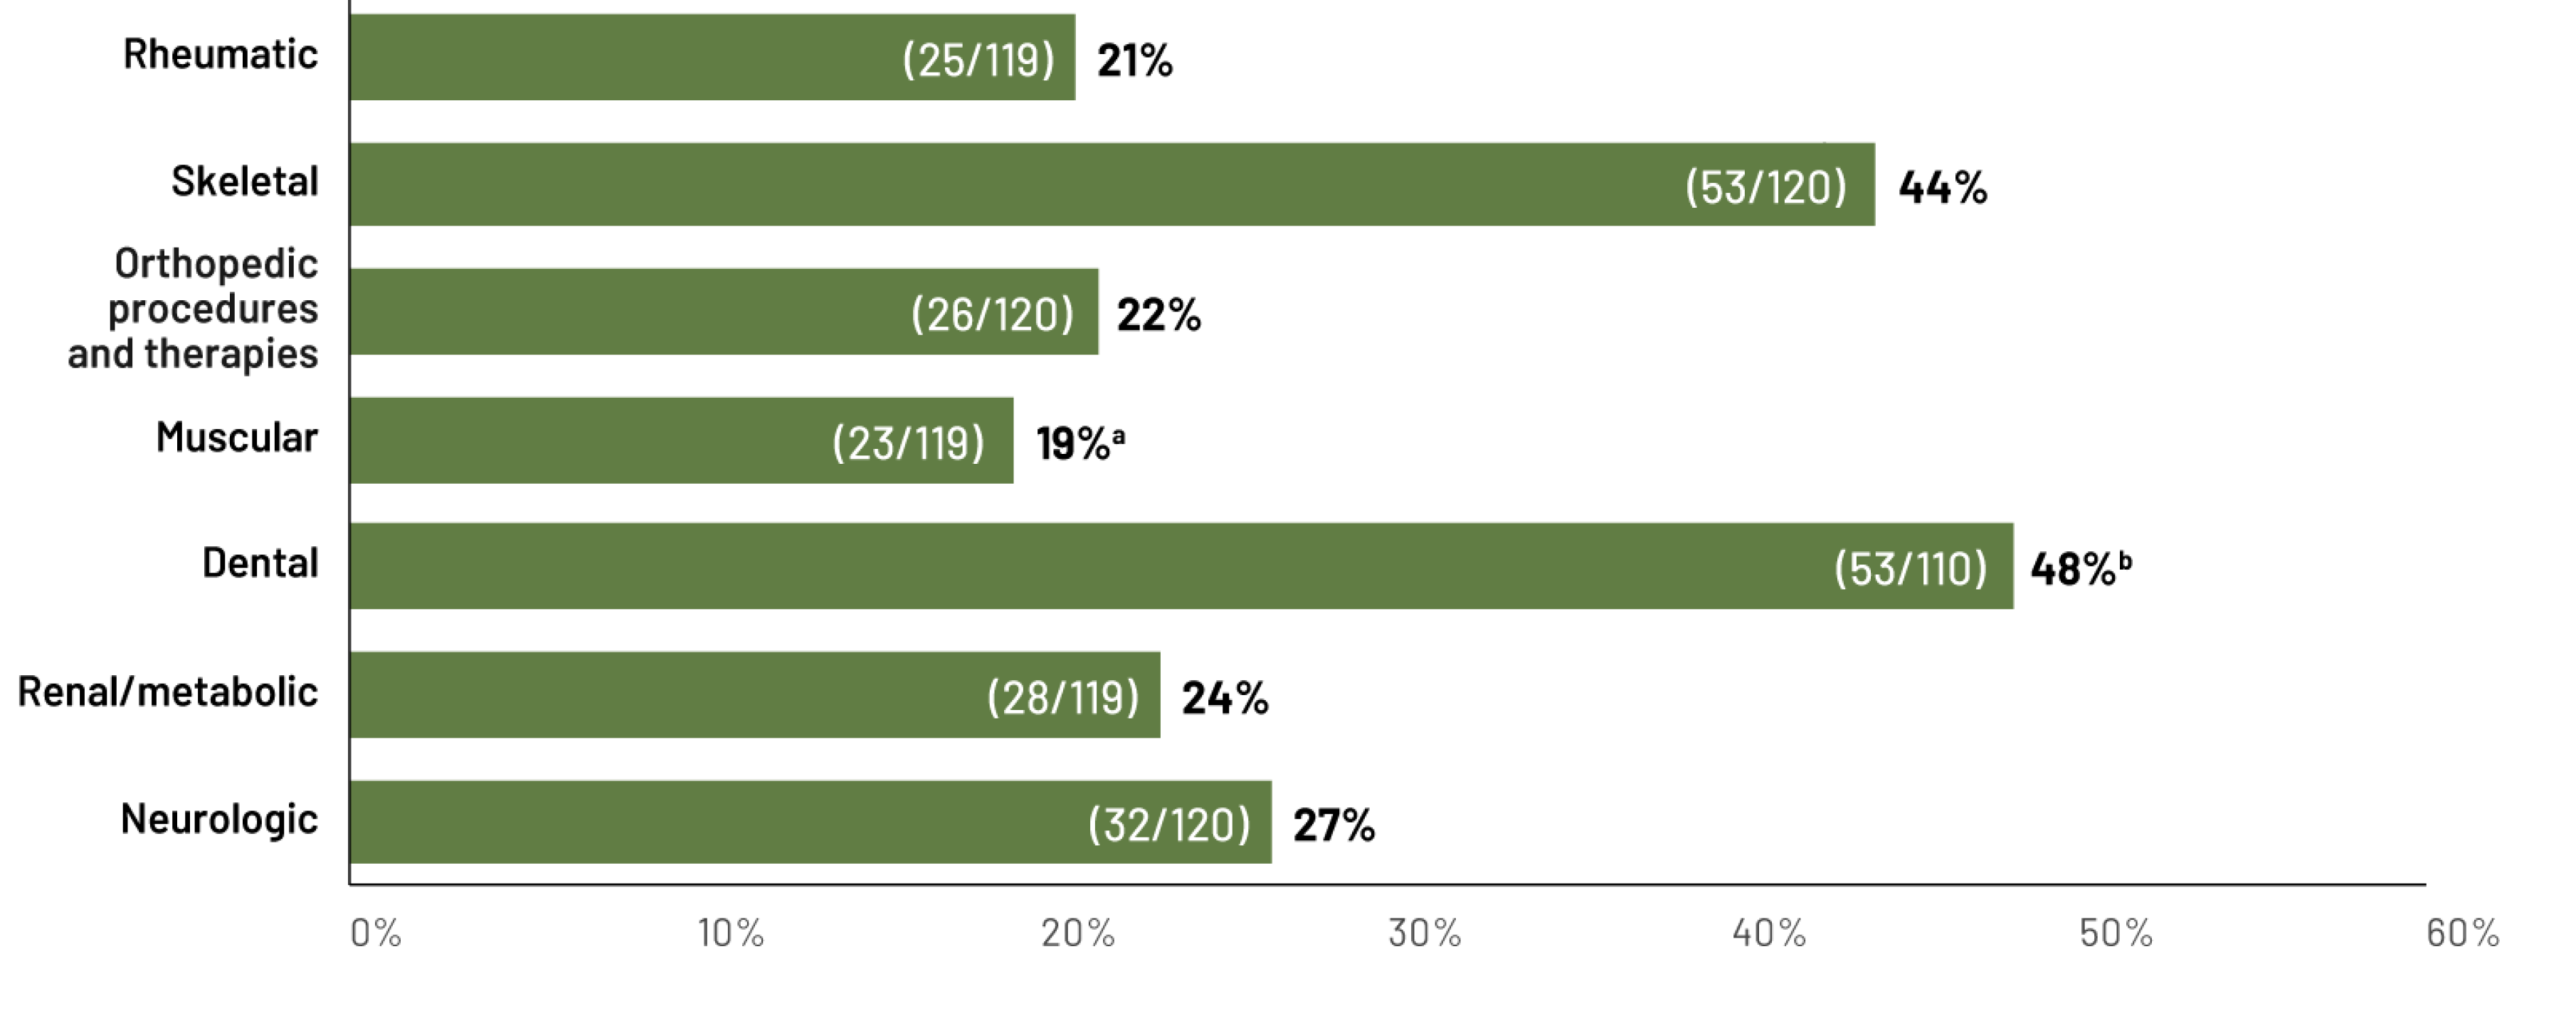 Rheumatic (25/119) 21%
Skeletal (53/120) 44%
Orthopedic
procedures
and therapies
(26/120) 22%
Muscular (23/119) 19%ᵃ
Dental (53/110) 48%ᵇ
Renal/metabolic (28/119) 24%
Neurologic (32/120) 27%
0% 10% 20% 30% 40% 50% 60%